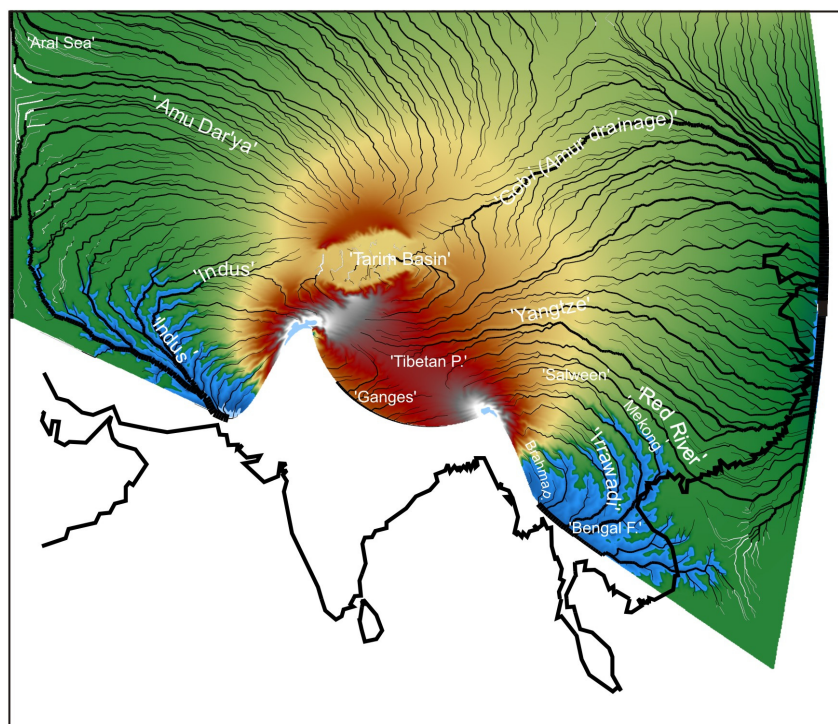 'Aral Sea'
'Amu Dar'ya'
'Gobi (Amur drainage)'
'Indus'
'Tarim Basin'
'Yangtze'
'Indus'
'Tibetan P.'
'Salween'
'Ganges'
'Mekong'
'Red River'
'Irrawadi'
Brahmap.
'Bengal F.'